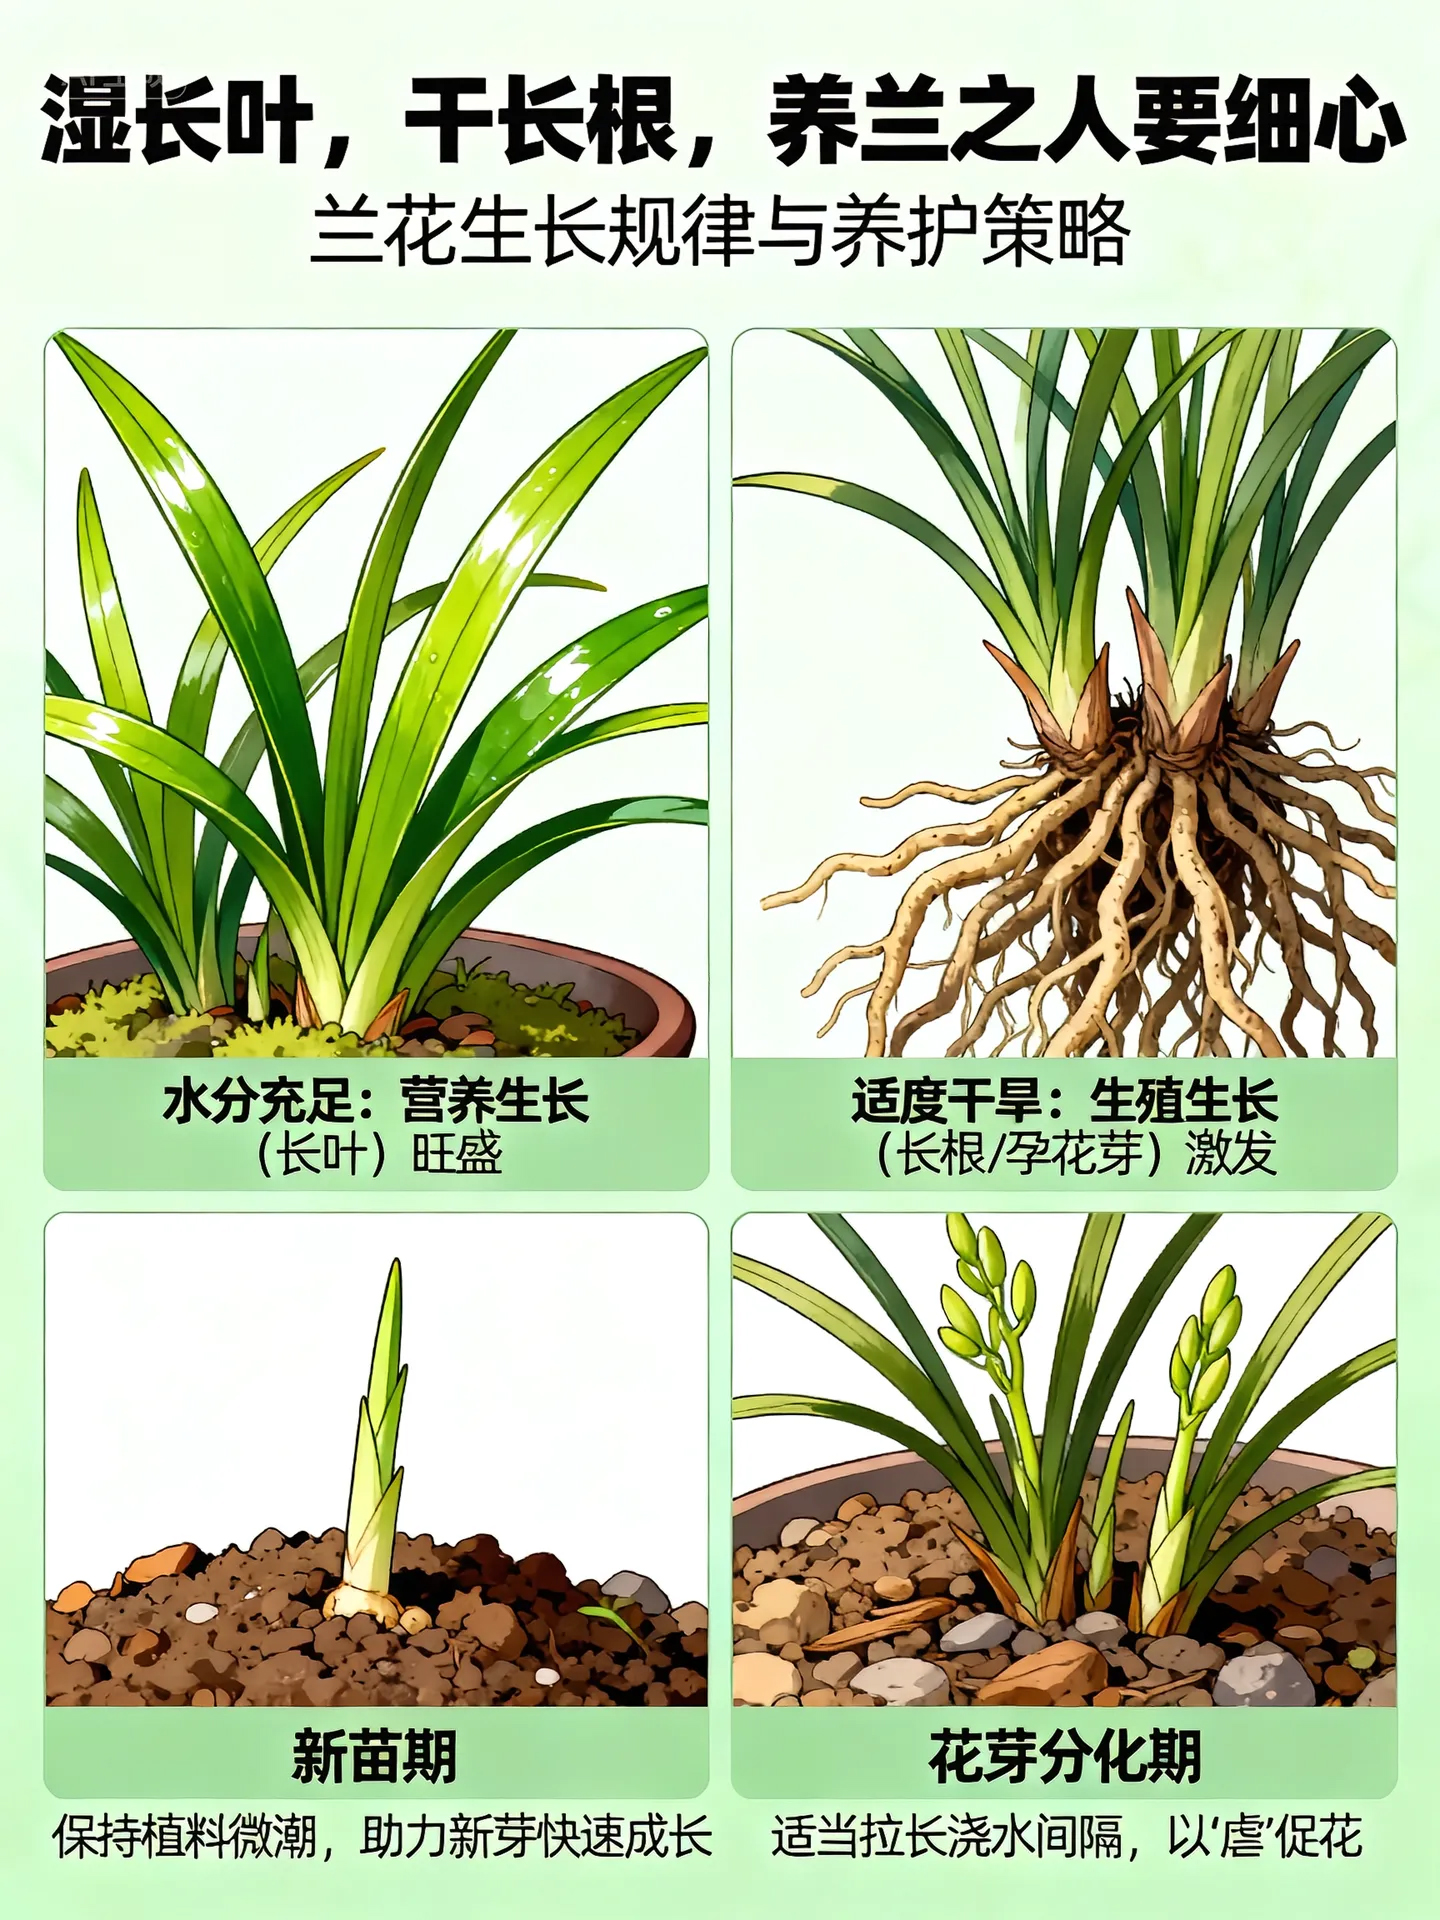 湿长叶，干长根，养兰之人要细心
兰花生长规律与养护策略
水分充足：营养生长
（长叶）旺盛
适度干旱：生殖生长
（长根/孕花芽）激发
新苗期
保持植料微潮，助力新芽快速成长
花芽分化期
适当拉长浇水间隔，以‘虐’促花